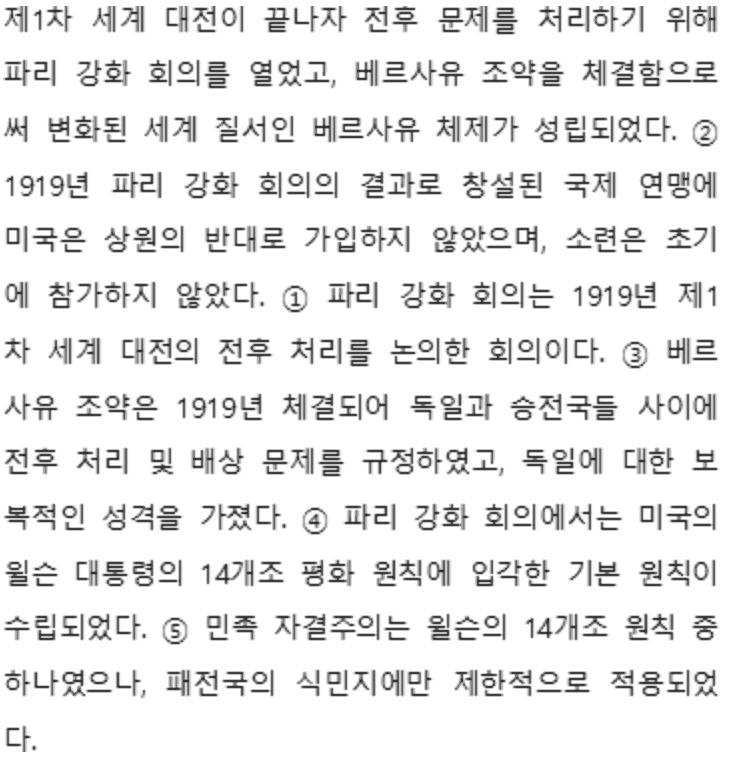 제1차 세계 대전이 끝나자 전후 문제를 처리하기 위해
파리 강화 회의를 열었고, 베르사유 조약을 체결함으로
써 변화된 세계 질서인 베르사유 체제가 성립되었다. ②
1919년 파리 강화 회의의 결과로 창설된 국제 연맹에
미국은 상원의 반대로 가입하지 않았으며, 소련은 초기
에 참가하지 않았다. ① 파리 강화 회의는 1919년 제1
차 세계 대전의 전후 처리를 논의한 회의이다. ③ 베르
사유 조약은 1919년 체결되어 독일과 승전국들 사이에
전후 처리 및 배상 문제를 규정하였고, 독일에 대한 보
복적인 성격을 가졌다. ④ 파리 강화 회의에서는 미국의
윌슨 대통령의 14개조 평화 원칙에 입각한 기본 원칙이
수립되었다. ⑤ 민족 자결주의는 윌슨의 14개조 원칙 중
하나였으나, 패전국의 식민지에만 제한적으로 적용되었
다.